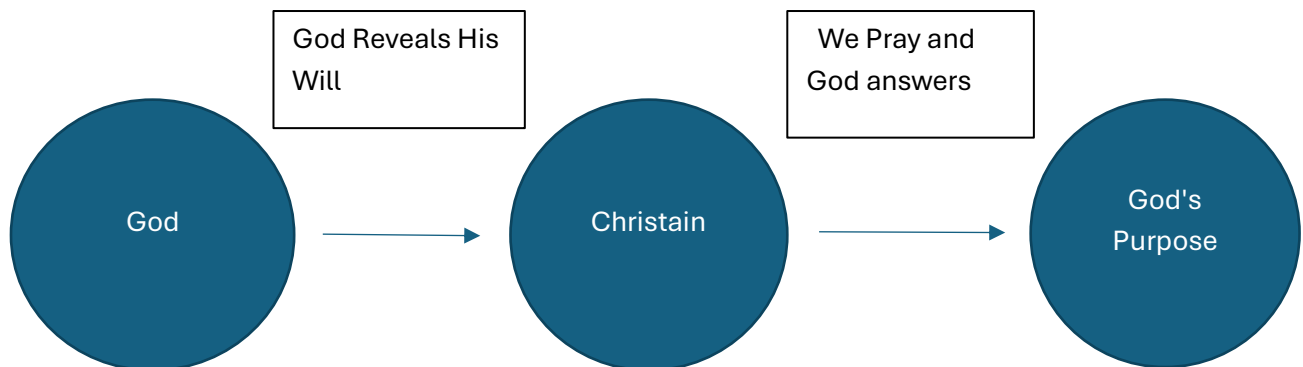 God Reveals His
Will
We Pray and
God answers
God
Christain
God's
Purpose